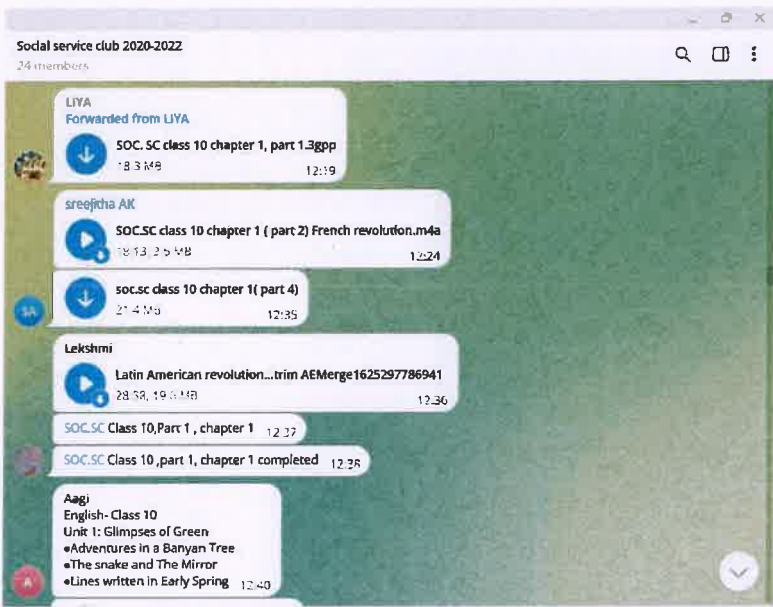 Social service club 2020-2022
24 members
LIYA
Forwarded from LIYA
SOC. SC class 10 chapter 1, part 1.3gpp
18.3 MB
12:19
sreejitha AK
SOC.SC class 10 chapter 1 ( part 2) French revolution.m4a
12:24
soc.sc class 10 chapter 1( part 4)
21.4 MB
12:35
SA
Lekshmi
Latin American revolution...trim AEMerge1625297786941
12:36
SOC.SC Class 10,Part 1 , chapter 1 12:37
SOC.SC Class 10 ,part 1, chapter 1 completed 12:38
Aagi
English- Class 10
Unit 1: Glimpses of Green
•Adventures in a Banyan Tree
•The snake and The Mirror
•Lines written in Early Spring 12:40
A